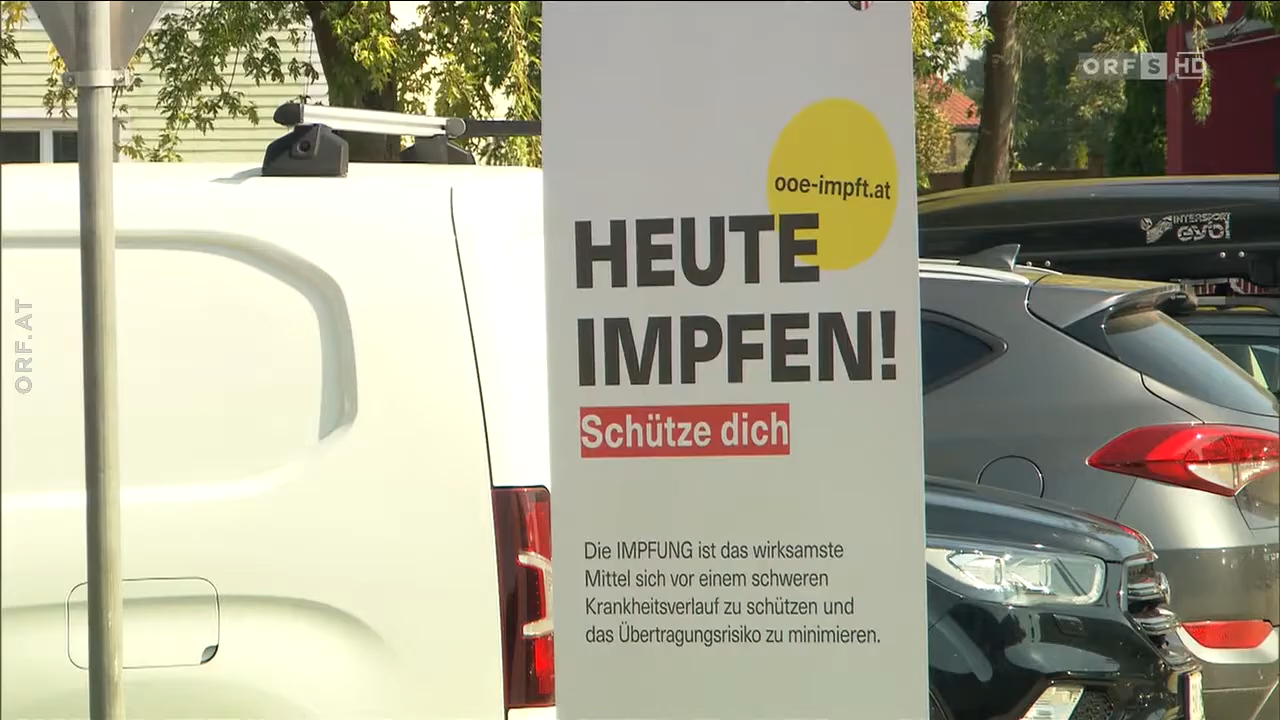 ORF S HD
ooe-impft.at
HEUTE
IMPFEN!
Schütze dich
Die IMPFUNG ist das wirksamste
Mittel sich vor einem schweren
Krankheitsverlauf zu schützen und
das Übertragungsrisiko zu minimieren.
INTERSPORT
eybl
ORF.AT